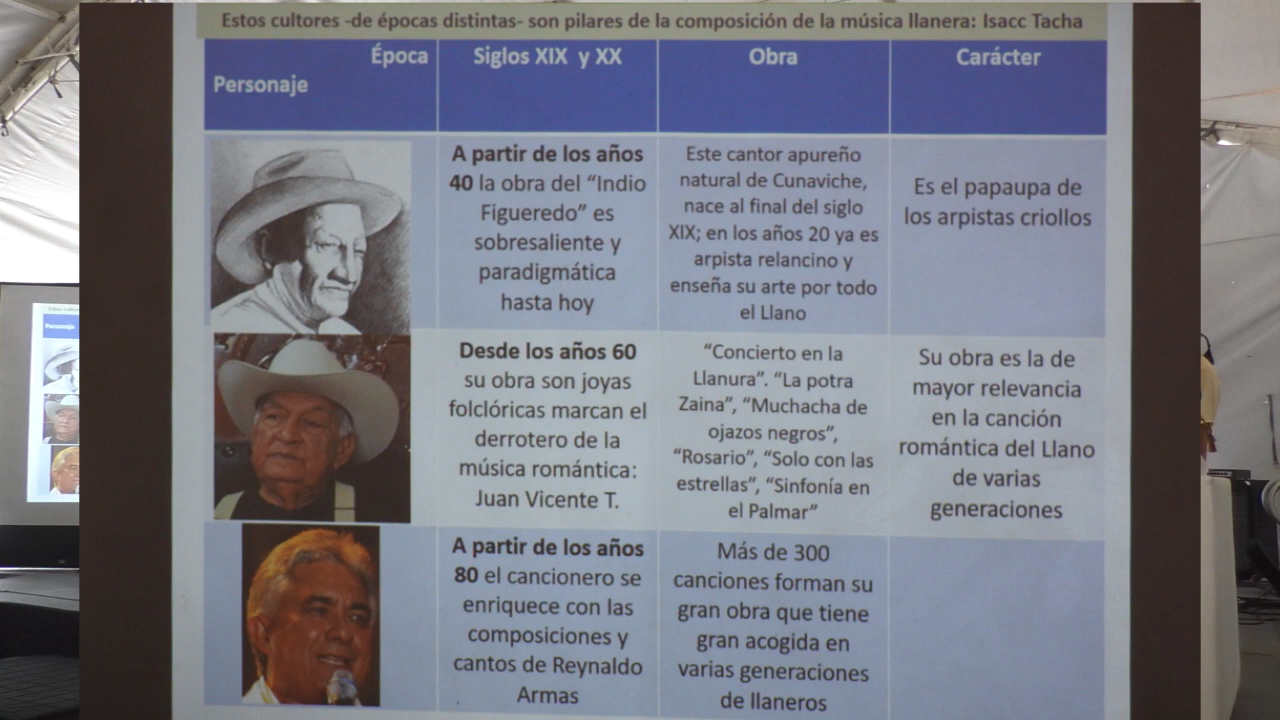 Estos cultores -de épocas distintas- son pilares de la composición de la música llanera: Isacc Tacha
Época
Personaje
Siglos XIX y XX
Obra
Carácter
A partir de los años
40 la obra del “Indio
Figueredo” es
sobresaliente y
paradigmática
hasta hoy
Este cantor apureño
natural de Cunaviche,
nace al final del siglo
XIX; en los años 20 ya es
arpista relancino y
enseña su arte por todo
el Llano
Es el papaupa de
los arpistas criollos
Desde los años 60
su obra son joyas
folclóricas marcan el
derrotero de la
música romántica:
Juan Vicente T.
“Concierto en la
Llanura”. “La potra
Zaina”, “Muchacha de
ojazos negros”,
“Rosario”, “Solo con las
estrellas”, “Sinfonía en
el Palmar”
Su obra es la de
mayor relevancia
en la canción
romántica del Llano
de varias
generaciones
A partir de los años
80 el cancionero se
enriquece con las
composiciones y
cantos de Reynaldo
Armas
Más de 300
canciones forman su
gran obra que tiene
gran acogida en
varias generaciones
de llaneros
Personaje